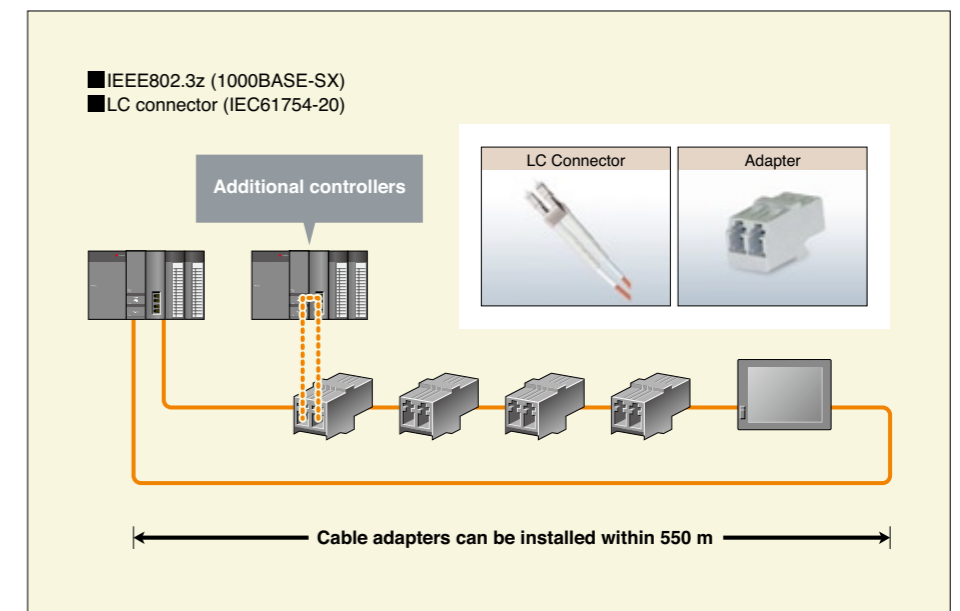 ■IEEE802.3z (1000BASE-SX)
■LC connector (IEC61754-20)
LC Connector
Adapter
Additional controllers
Cable adapters can be installed within 550 m